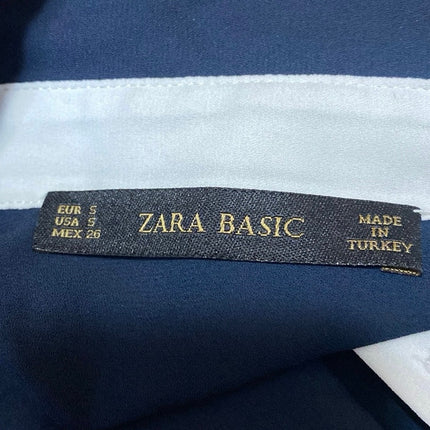 EUR S
USA S
MEX 26
ZARA BASIC
MADE
IN
TURKEY